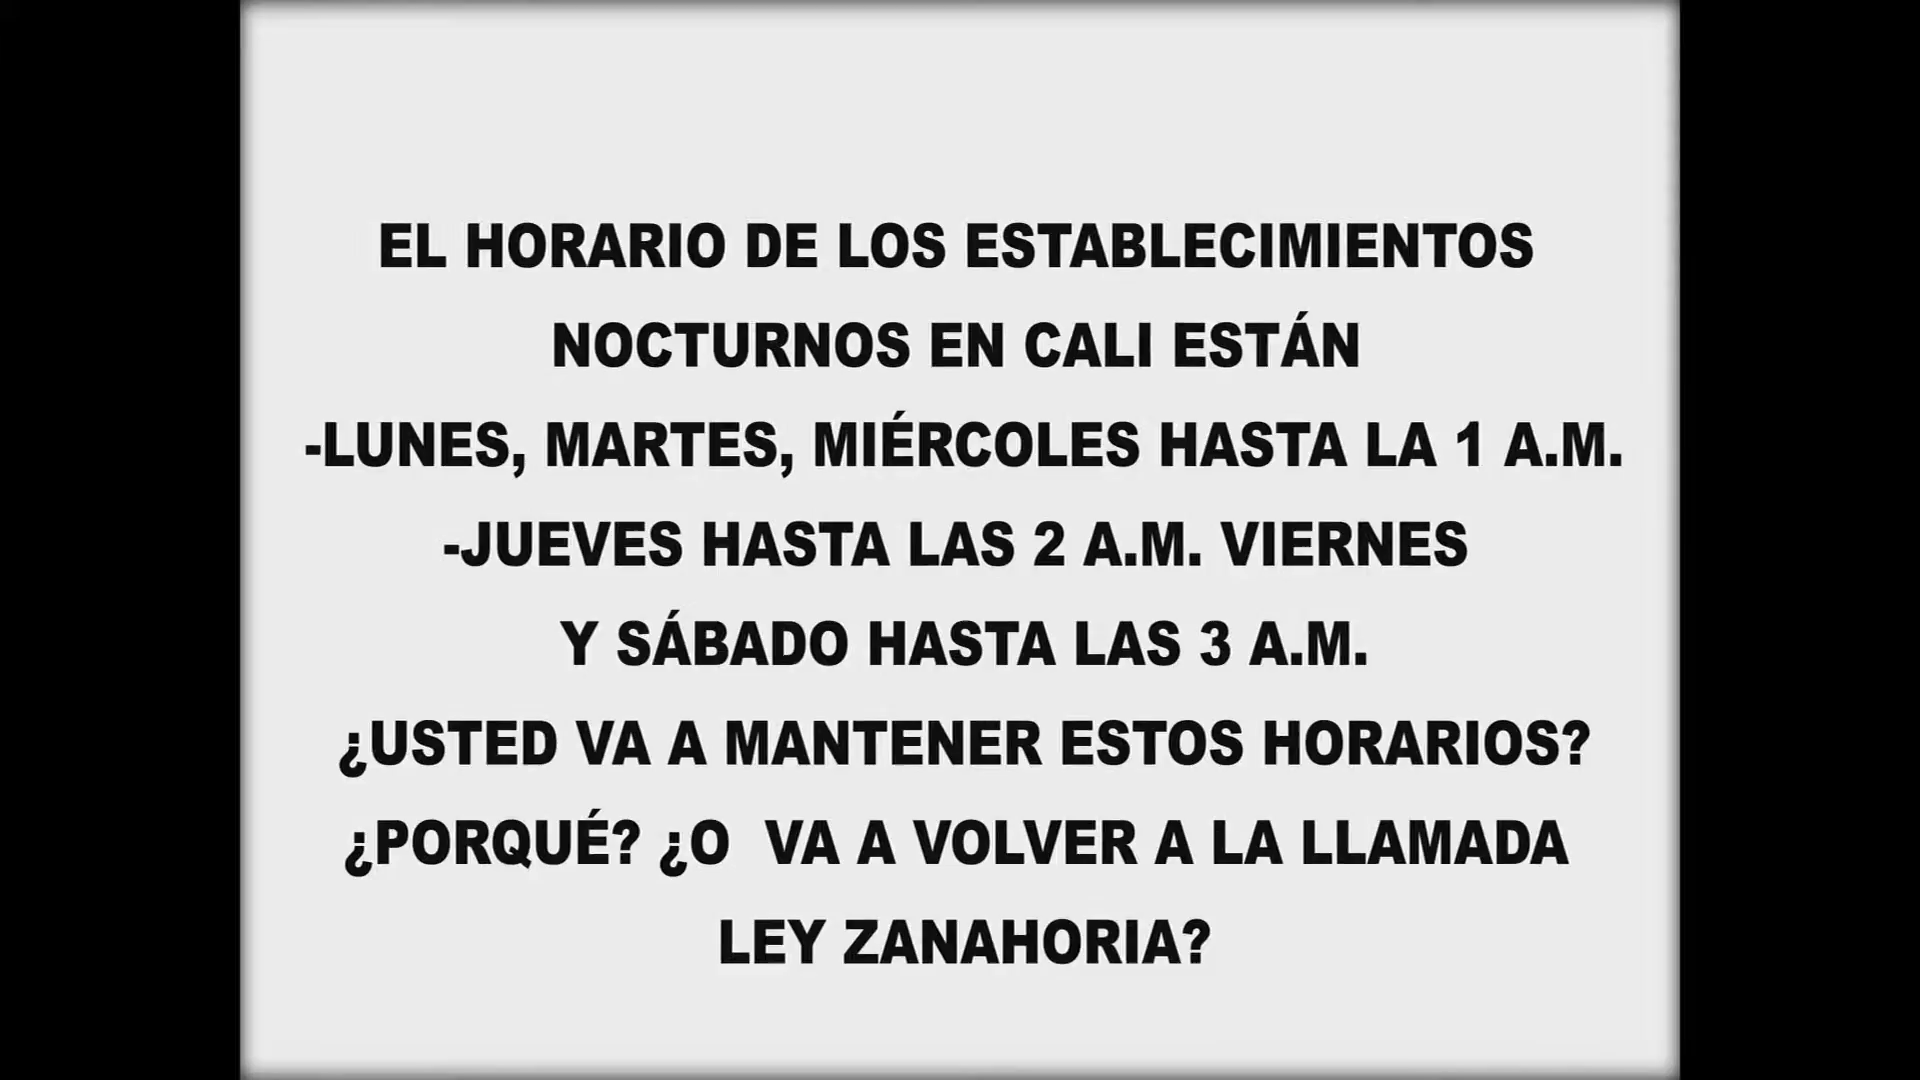 EL HORARIO DE LOS ESTABLECIMIENTOS
NOCTURNOS EN CALI ESTÁN
-LUNES, MARTES, MIÉRCOLES HASTA LA 1 A.M.
-JUEVES HASTA LAS 2 A.M. VIERNES
Y SÁBADO HASTA LAS 3 A.M.
¿USTED VA A MANTENER ESTOS HORARIOS?
¿PORQUÉ? ¿O  VA A VOLVER A LA LLAMADA
LEY ZANAHORIA?